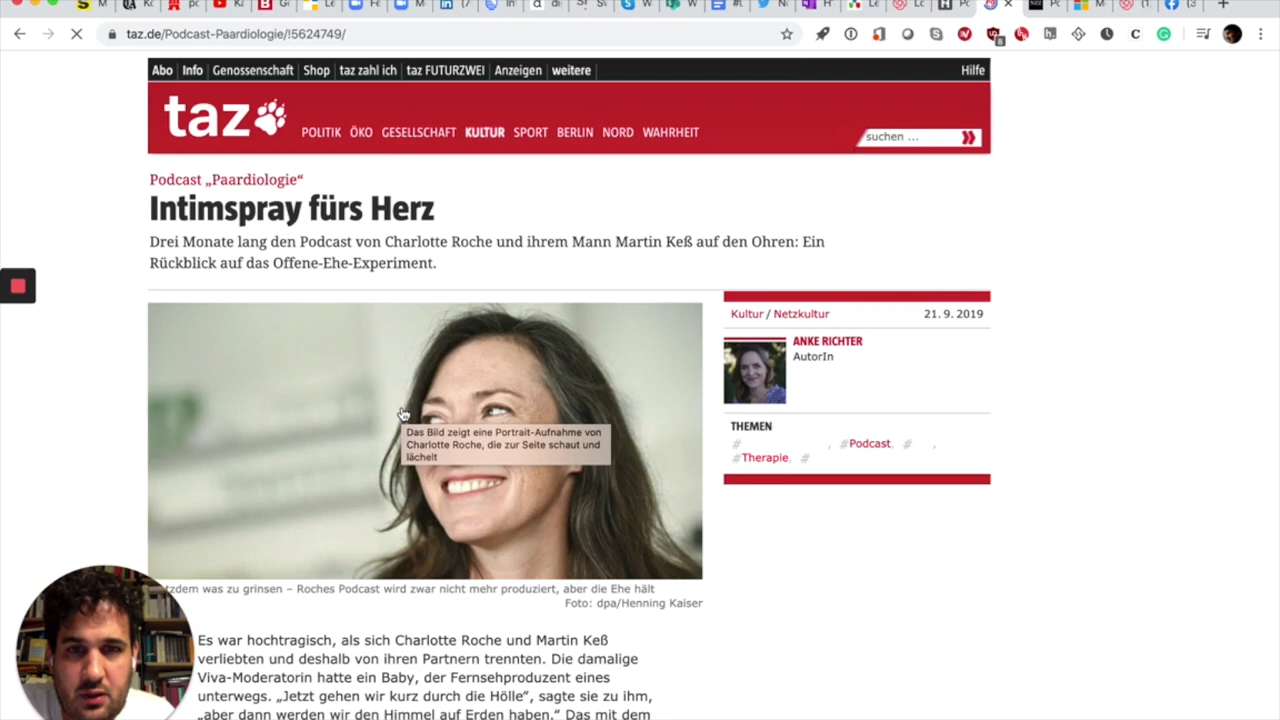 taz.de/Podcast-Paardiologie/!5624749/
8
Abo Info Genossenschaft Shop taz zahl ich taz FUTURZWEI Anzeigen weitere Hilfe
taz
POLITIK ÖKO GESELLSCHAFT KULTUR SPORT BERLIN NORD WAHRHEIT
suchen ...
Podcast „Paardiologie“
Intimspray fürs Herz
Drei Monate lang den Podcast von Charlotte Roche und ihrem Mann Martin Keß auf den Ohren: Ein
Rückblick auf das Offene-Ehe-Experiment.
Kultur / Netzkultur 21. 9. 2019
ANKE RICHTER
AutorIn
THEMEN
# , #Podcast, # ,
#Therapie, #
Das Bild zeigt eine Portrait-Aufnahme von
Charlotte Roche, die zur Seite schaut und
lächelt
was zu grinsen – Roches Podcast wird zwar nicht mehr produziert, aber die Ehe hält
Foto: dpa/Henning Kaiser
Es war hochtragisch, als sich Charlotte Roche und Martin Keß
verliebten und deshalb von ihren Partnern trennten. Die damalige
Viva-Moderatorin hatte ein Baby, der Fernsehproduzent eines
unterwegs. „Jetzt gehen wir kurz durch die Hölle“, sagte sie zu ihm,
„aber dann werden wir den Himmel auf Erden haben.“ Das mit dem